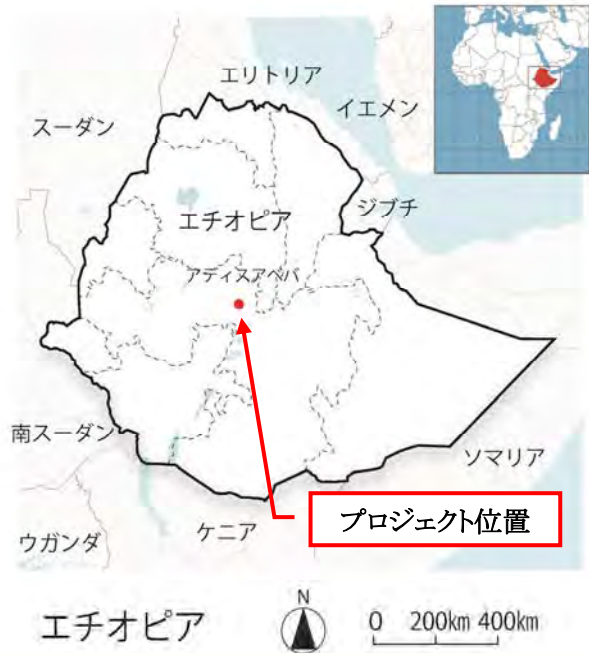 エリトリア
イエメン
スーダン
エチオピア
ジブチ
アディスアベバ
南スーダン
ソマリア
プロジェクト位置
ケニア
ウガンダ
エチオピア
N
0 200km 400km